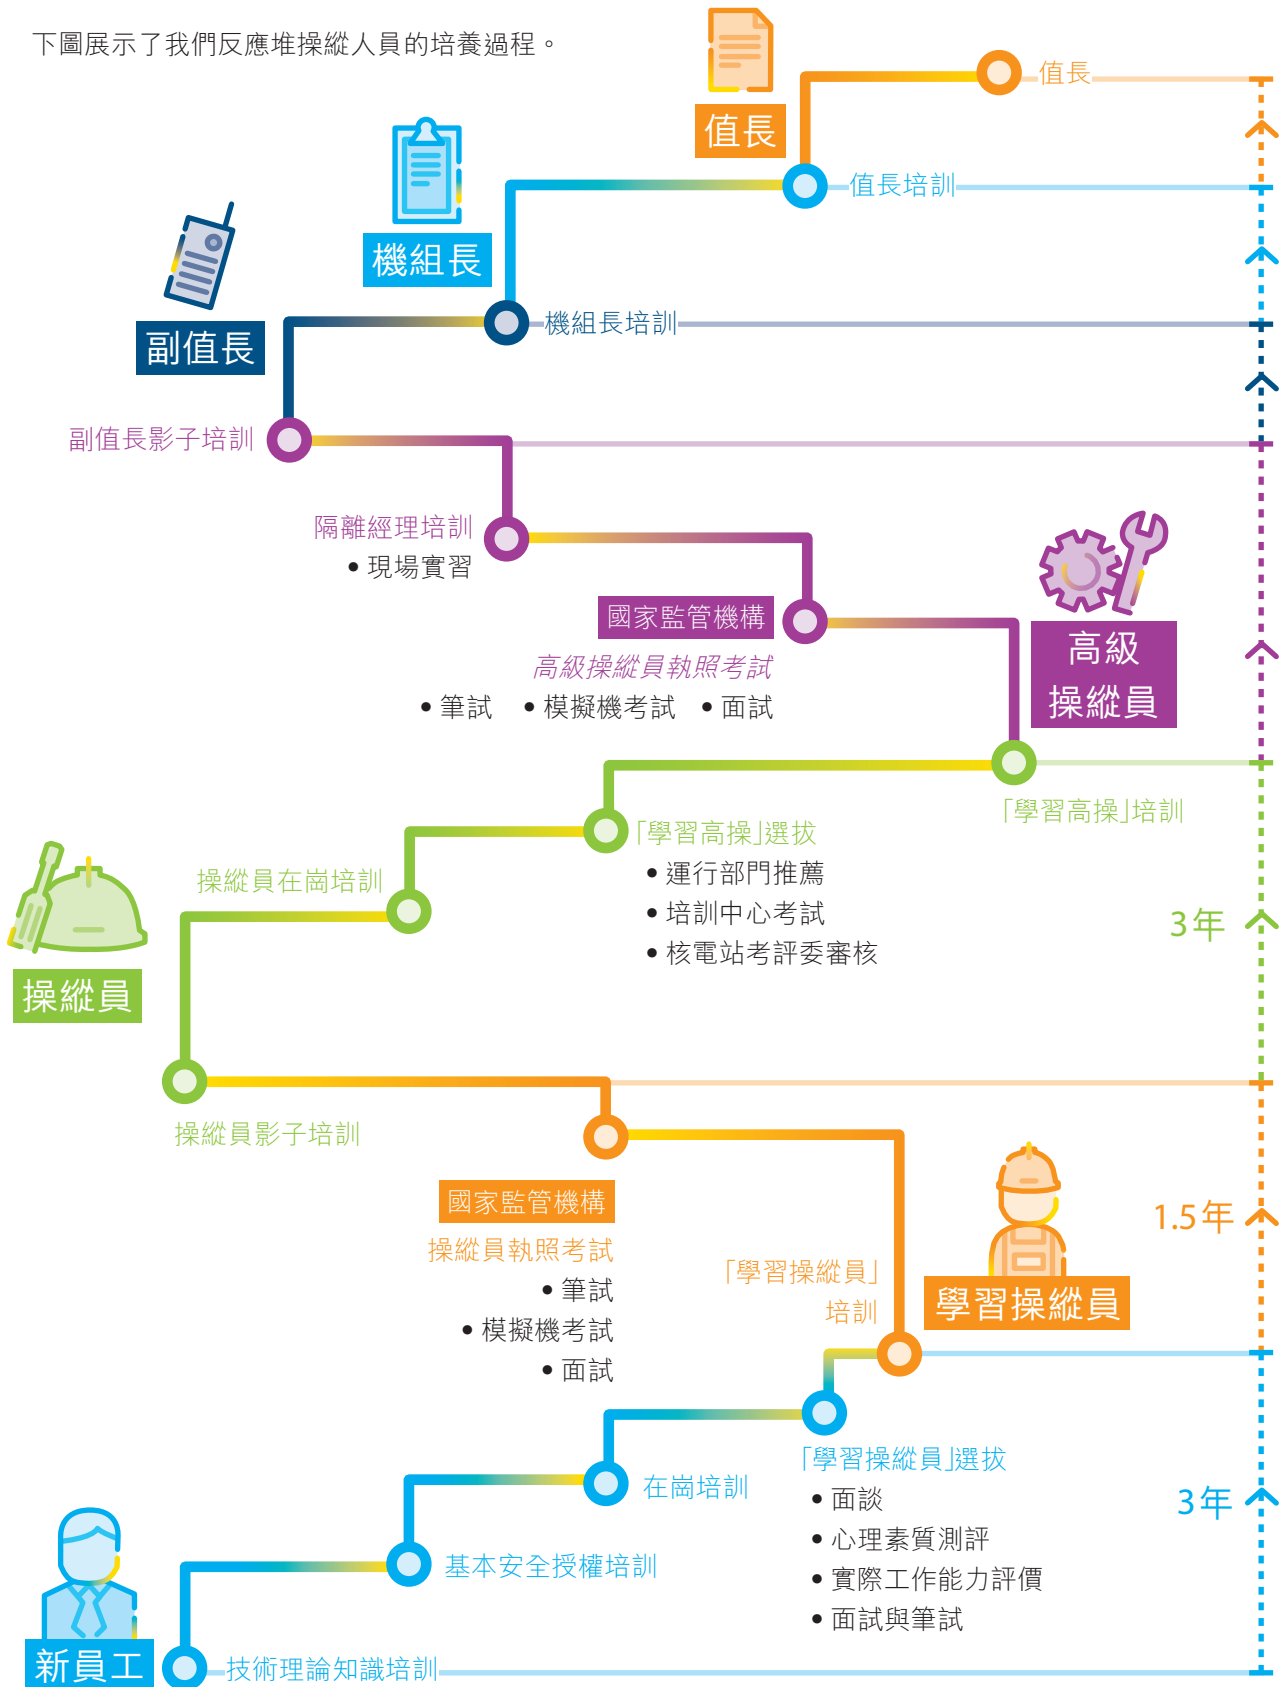 下圖展示了我們反應堆操縱人員的培養過程。
值長
值長
值長培訓
機組長
機組長培訓
副值長
副值長影子培訓
隔離經理培訓
• 現場實習
國家監管機構
高級操縱員執照考試
• 筆試 • 模擬機考試 • 面試
高級
操縱員
「學習高操」培訓
「學習高操」選拔
• 運行部門推薦
• 培訓中心考試
• 核電站考評委審核
操縱員在崗培訓
3年
操縱員
操縱員影子培訓
國家監管機構
操縱員執照考試
• 筆試
• 模擬機考試
• 面試
1.5年
「學習操縱員」
培訓
學習操縱員
「學習操縱員」選拔
• 面談
• 心理素質測評
• 實際工作能力評價
• 面試與筆試
3年
在崗培訓
基本安全授權培訓
新員工
技術理論知識培訓